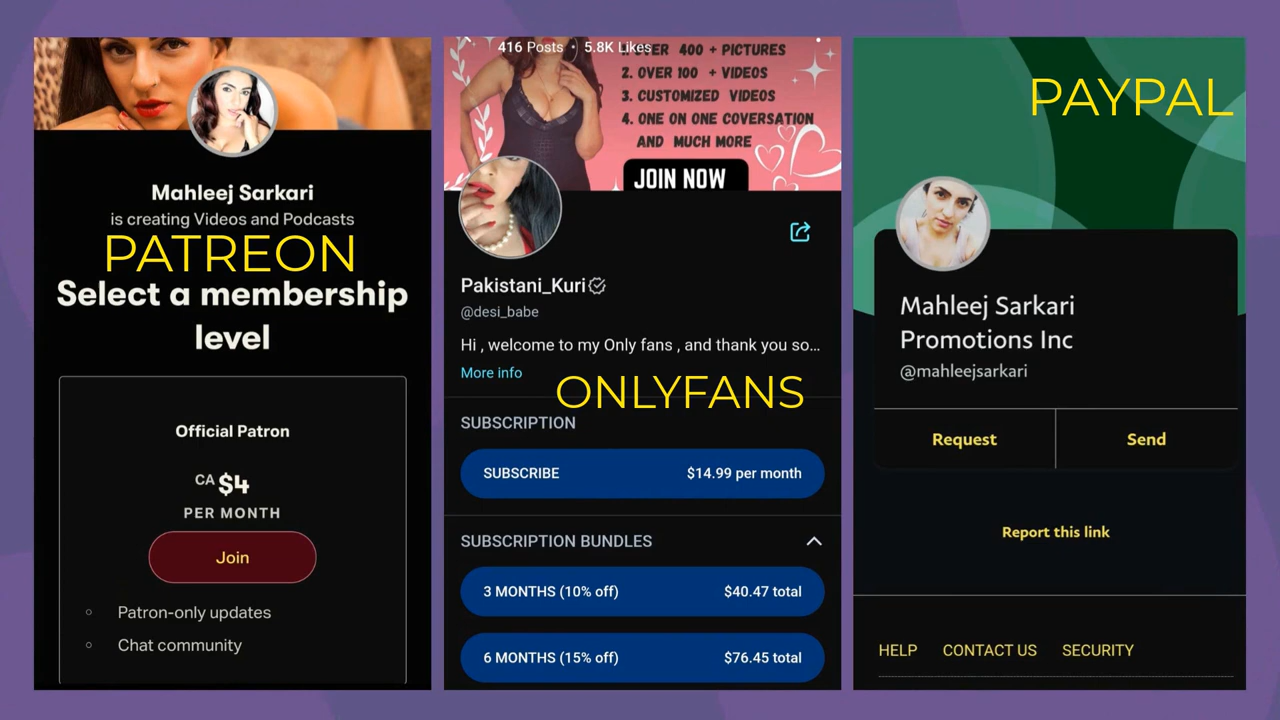 Mahleej Sarkari
is creating Videos and Podcasts
PATREON
Select a membership
level
Official Patron
CA $4
PER MONTH
Join
Patron-only updates
Chat community
416 Posts • 5.8K Likes
1. OVER 400 + PICTURES
2. OVER 100 + VIDEOS
3. CUSTOMIZED VIDEOS
4. ONE ON ONE COVERSATION
AND MUCH MORE
JOIN NOW
Pakistani_Kuri
@desi_babe
Hi , welcome to my Only fans , and thank you so...
More info
ONLYFANS
SUBSCRIPTION
SUBSCRIBE $14.99 per month
SUBSCRIPTION BUNDLES
3 MONTHS (10% off) $40.47 total
6 MONTHS (15% off) $76.45 total
PAYPAL
Mahleej Sarkari
Promotions Inc
@mahleejsarkari
Request Send
Report this link
HELP CONTACT US SECURITY